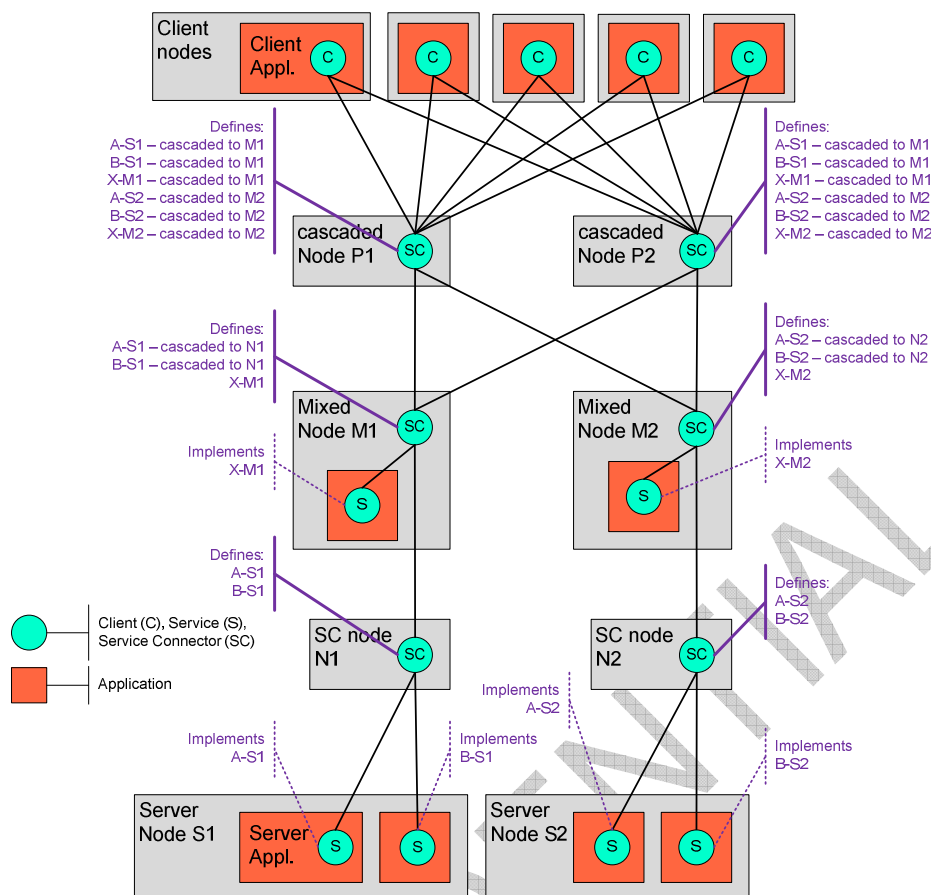 Client
nodes
Client
Appl.
C
C
C
C
C
Defines:
A-S1 – cascaded to M1
B-S1 – cascaded to M1
X-M1 – cascaded to M1
A-S2 – cascaded to M2
B-S2 – cascaded to M2
X-M2 – cascaded to M2
Defines:
A-S1 – cascaded to M1
B-S1 – cascaded to M1
X-M1 – cascaded to M1
A-S2 – cascaded to M2
B-S2 – cascaded to M2
X-M2 – cascaded to M2
cascaded
Node P1
SC
cascaded
Node P2
SC
Defines:
A-S1 – cascaded to N1
B-S1 – cascaded to N1
X-M1
Defines:
A-S2 – cascaded to N2
B-S2 – cascaded to N2
X-M2
Mixed
Node M1
SC
Mixed
Node M2
SC
Implements
X-M1
S
Implements
X-M2
S
Defines:
A-S1
B-S1
Defines:
A-S2
B-S2
Client (C), Service (S),
Service Connector (SC)
Application
SC node
N1
SC
SC node
N2
SC
Implements
A-S1
Implements
B-S1
Implements
A-S2
Implements
B-S2
Server
Node S1
Server
Appl.
S
S
Server
Node S2
S
S
ENTIAL